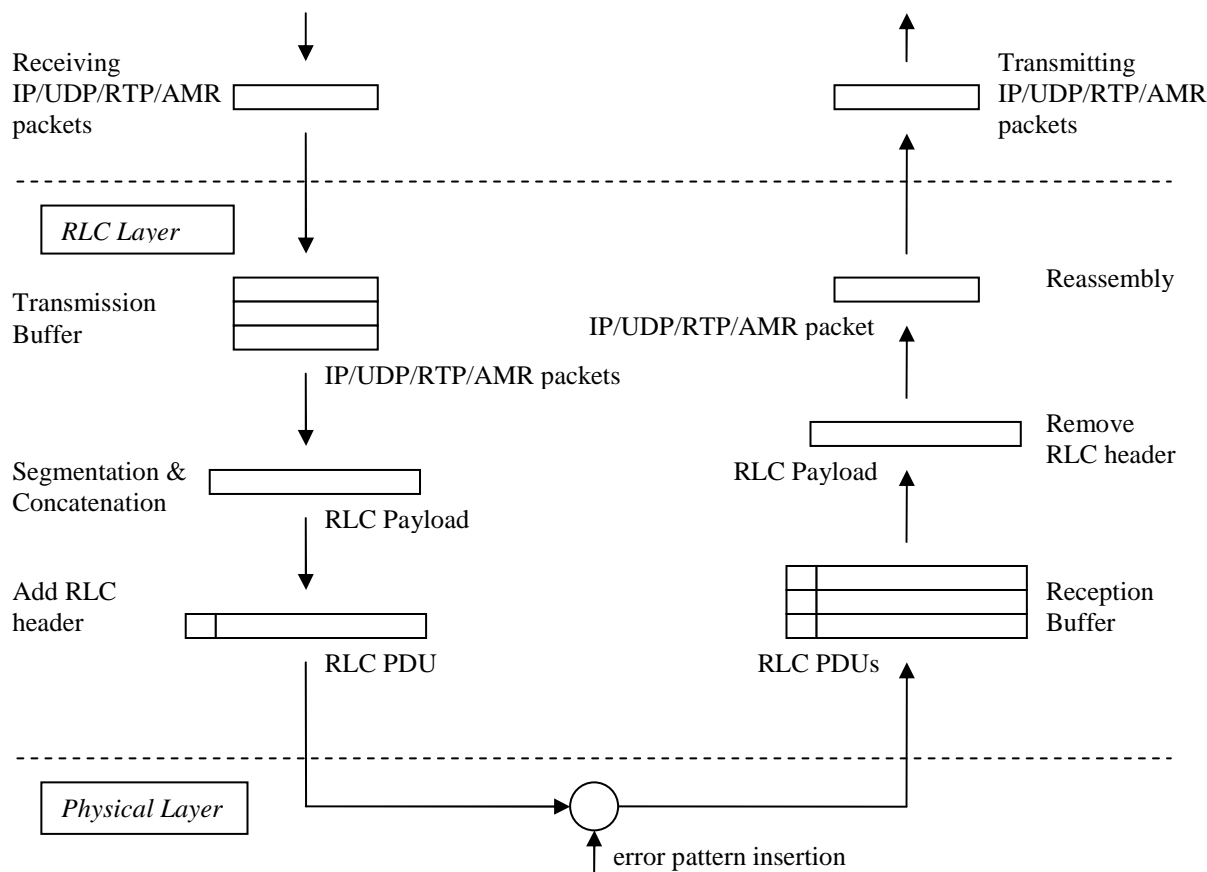 Receiving
IP/UDP/RTP/AMR
packets
Transmitting
IP/UDP/RTP/AMR
packets
RLC Layer
Transmission
Buffer
IP/UDP/RTP/AMR packets
Reassembly
IP/UDP/RTP/AMR packet
Segmentation &
Concatenation
RLC Payload
Remove
RLC header
RLC Payload
Add RLC
header
RLC PDU
Reception
Buffer
RLC PDUs
Physical Layer
error pattern insertion